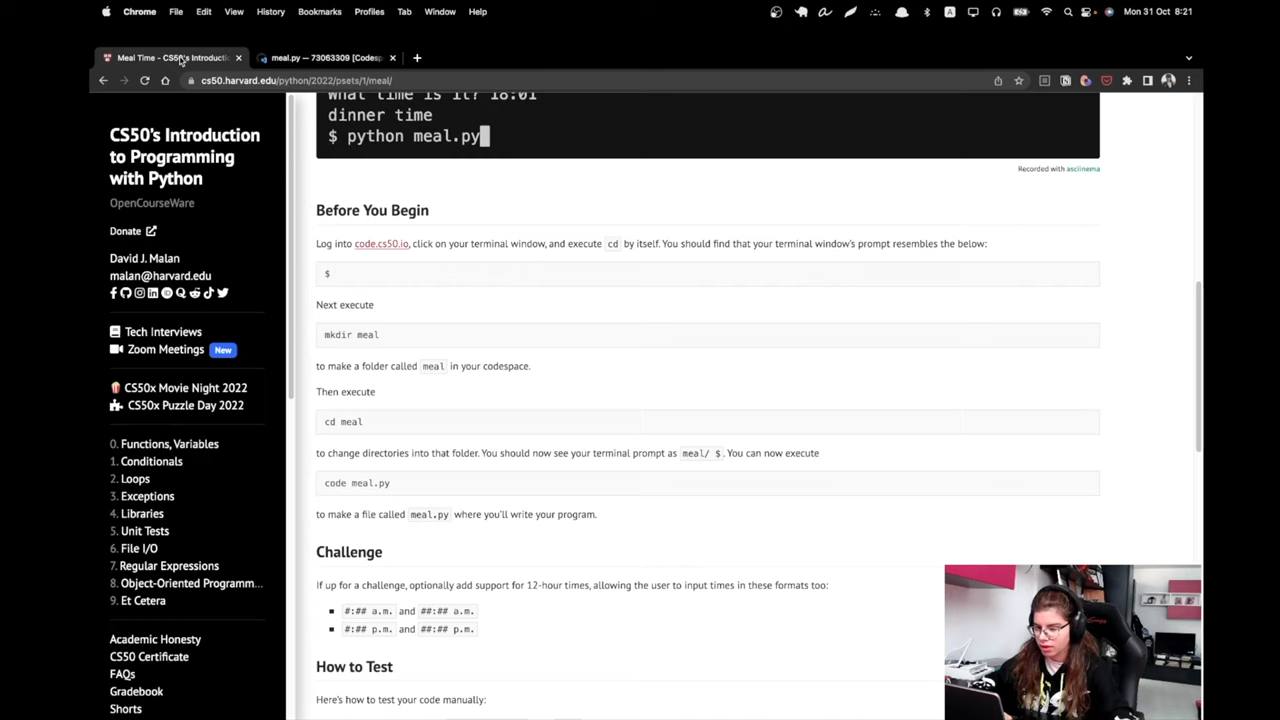 Chrome File Edit View History Bookmarks Profiles Tab Window Help
A
Mon 31 Oct 8:21
Meal Time - CS50's Introducti
meal.py — 73063309 [Codesp
cs50.harvard.edu/python/2022/psets/1/meal/
CS50's Introduction
to Programming
with Python
OpenCourseWare
Donate
David J. Malan
malan@harvard.edu
Tech Interviews
Zoom Meetings New
CS50x Movie Night 2022
CS50x Puzzle Day 2022
0. Functions, Variables
1. Conditionals
2. Loops
3. Exceptions
4. Libraries
5. Unit Tests
6. File I/O
7. Regular Expressions
8. Object-Oriented Programm...
9. Et Cetera
Academic Honesty
CS50 Certificate
FAQs
Gradebook
Shorts
What time is it? 18:01
dinner time
$ python meal.py
Recorded with asciinema
Before You Begin
Log into code.cs50.io, click on your terminal window, and execute cd by itself. You should find that your terminal window's prompt resembles the below:
$
Next execute
mkdir meal
to make a folder called meal in your codespace.
Then execute
cd meal
to change directories into that folder. You should now see your terminal prompt as meal/ $. You can now execute
code meal.py
to make a file called meal.py where you'll write your program.
Challenge
If up for a challenge, optionally add support for 12-hour times, allowing the user to input times in these formats too:
#:## a.m. and ##:## a.m.
#:## p.m. and ##:## p.m.
How to Test
Here's how to test your code manually: